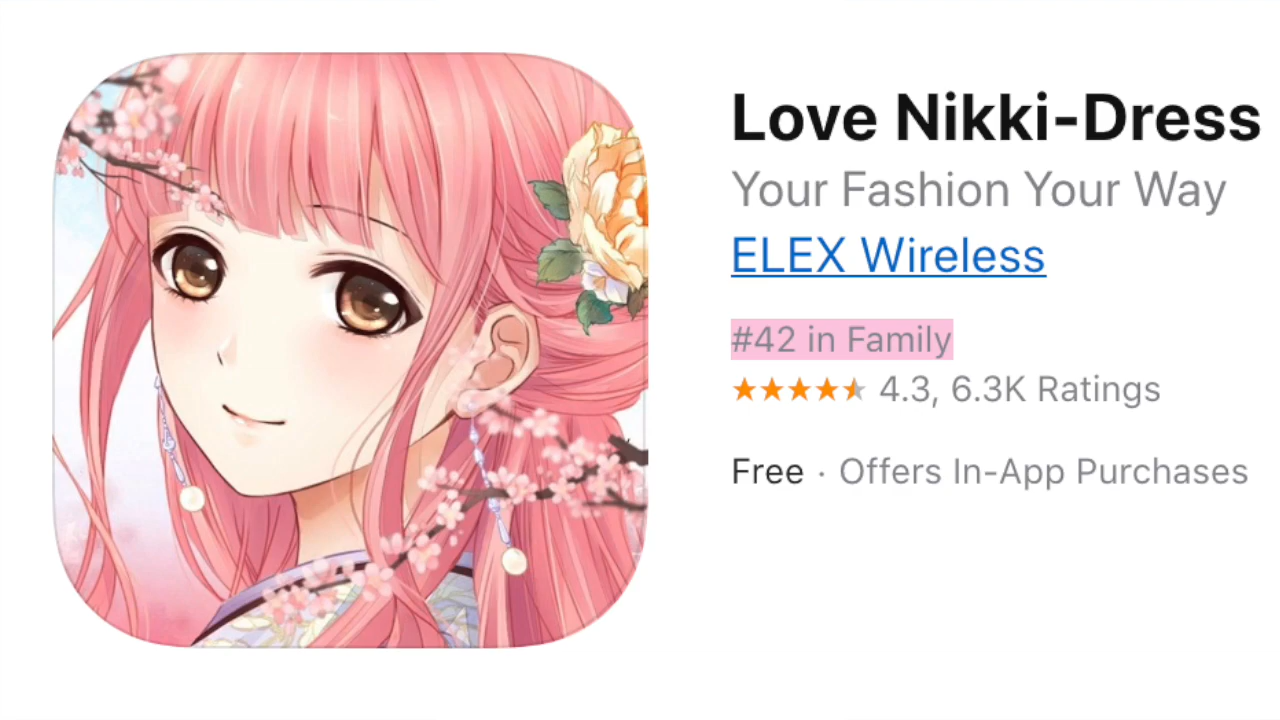 Love Nikki-Dress
Your Fashion Your Way
ELEX Wireless
#42 in Family
★★★★⯪ 4.3, 6.3K Ratings
Free · Offers In-App Purchases